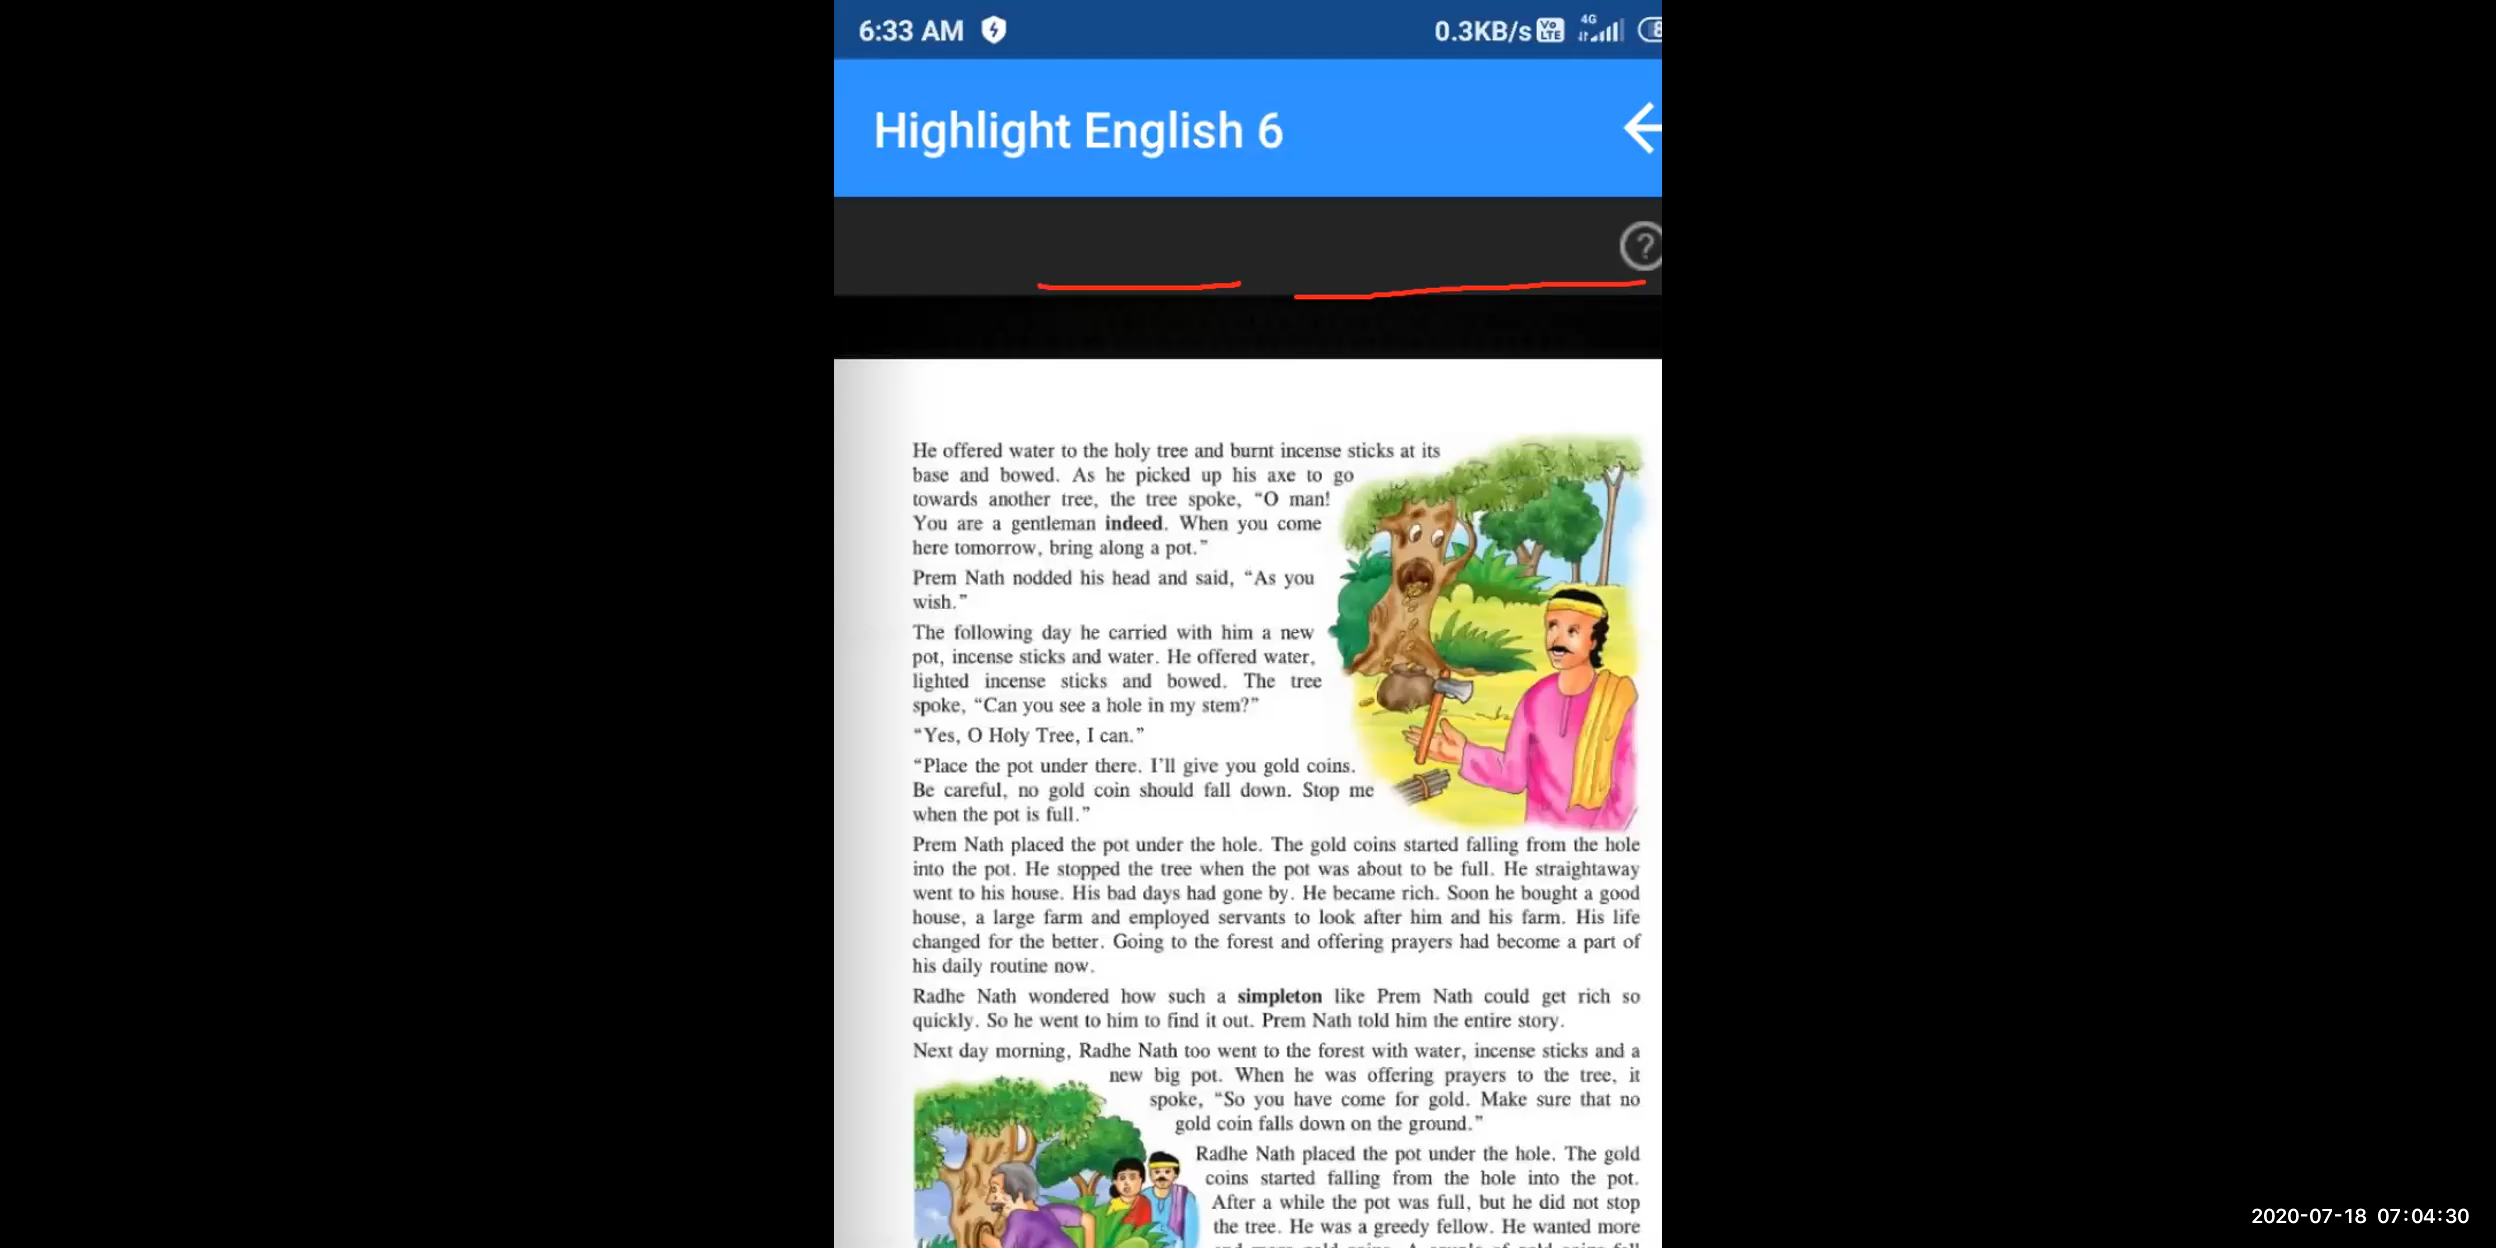 6:33 AM
0.3KB/s Vo LTE 4G
Highlight English 6
?
He offered water to the holy tree and burnt incense sticks at its
base and bowed. As he picked up his axe to go
towards another tree, the tree spoke, “O man!
You are a gentleman indeed. When you come
here tomorrow, bring along a pot.”
Prem Nath nodded his head and said, “As you
wish.”
The following day he carried with him a new
pot, incense sticks and water. He offered water,
lighted incense sticks and bowed. The tree
spoke, “Can you see a hole in my stem?”
“Yes, O Holy Tree, I can.”
“Place the pot under there. I’ll give you gold coins.
Be careful, no gold coin should fall down. Stop me
when the pot is full.”
Prem Nath placed the pot under the hole. The gold coins started falling from the hole
into the pot. He stopped the tree when the pot was about to be full. He straightaway
went to his house. His bad days had gone by. He became rich. Soon he bought a good
house, a large farm and employed servants to look after him and his farm. His life
changed for the better. Going to the forest and offering prayers had become a part of
his daily routine now.
Radhe Nath wondered how such a simpleton like Prem Nath could get rich so
quickly. So he went to him to find it out. Prem Nath told him the entire story.
Next day morning, Radhe Nath too went to the forest with water, incense sticks and a
new big pot. When he was offering prayers to the tree, it
spoke, “So you have come for gold. Make sure that no
gold coin falls down on the ground.”
Radhe Nath placed the pot under the hole. The gold
coins started falling from the hole into the pot.
After a while the pot was full, but he did not stop
the tree. He was a greedy fellow. He wanted more
2020-07-18 07:04:30